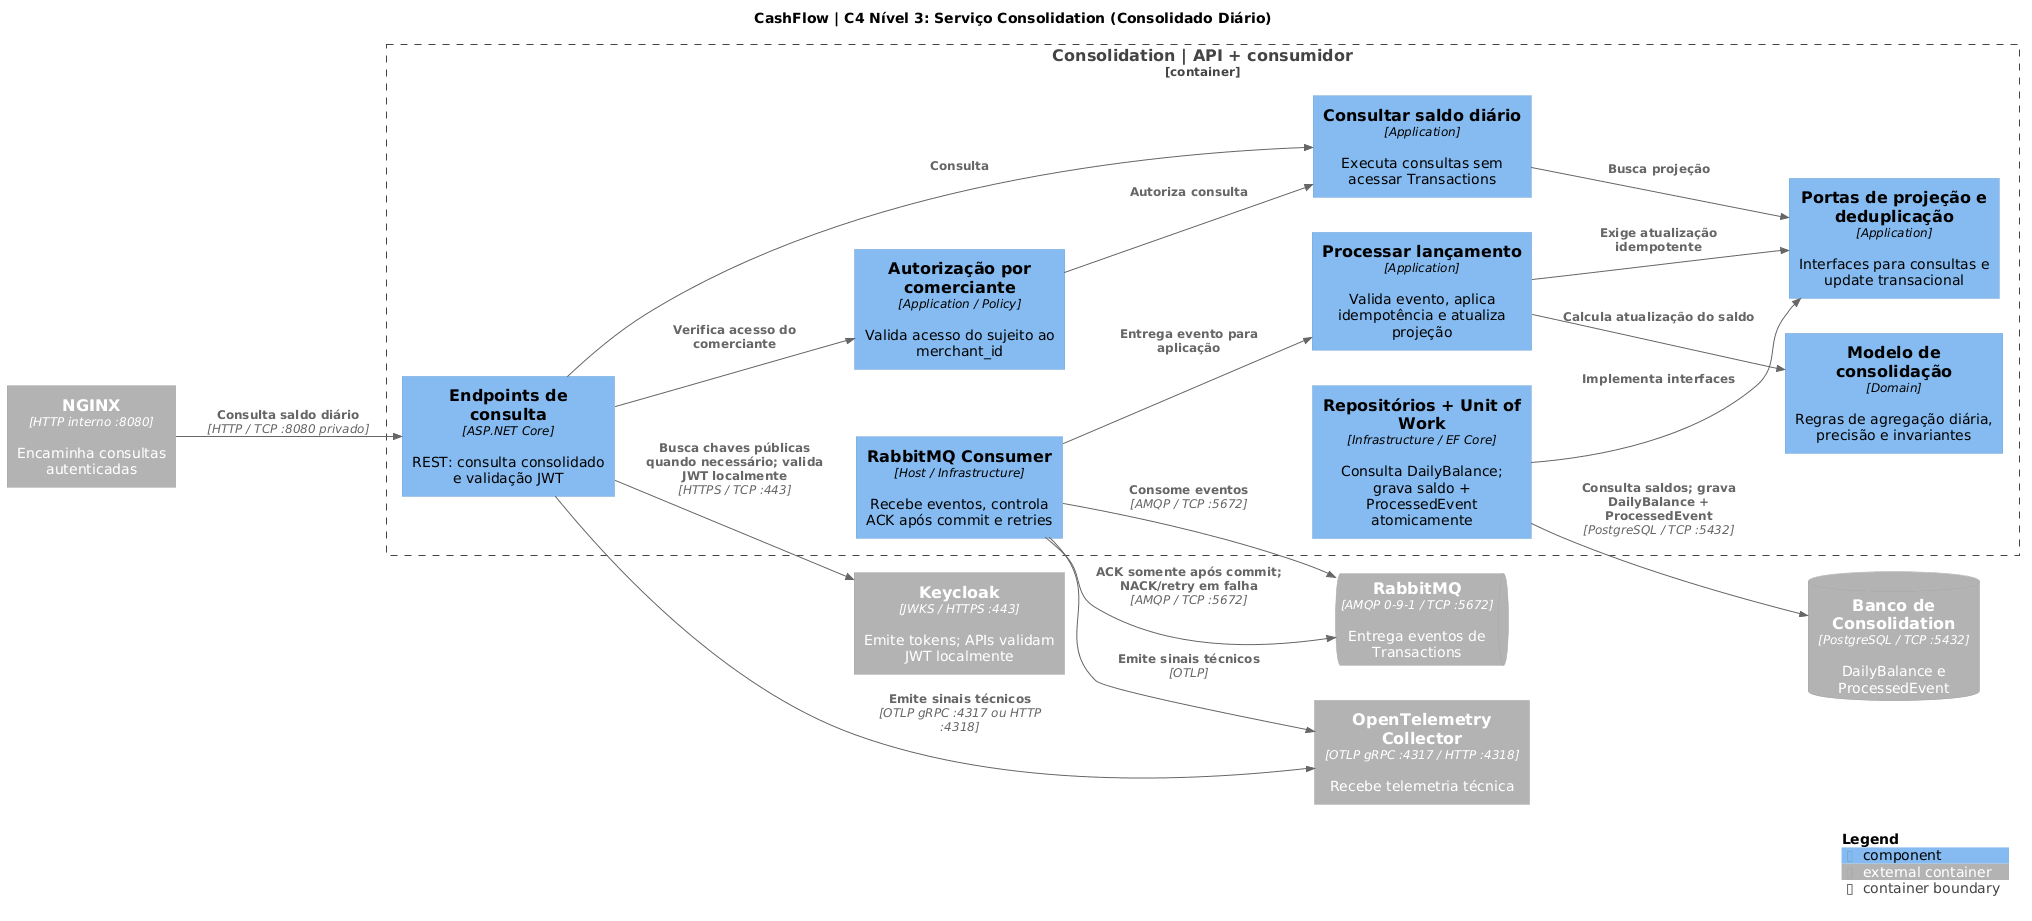 CashFlow | C4 Nível 3: Serviço Consolidation (Consolidado Diário)
Consolidation | API + consumidor
[container]
NGINX
[HTTP interno :8080]
Encaminha consultas
autenticadas
Consulta saldo diário
[HTTP / TCP :8080 privado]
Endpoints de
consulta
[ASP.NET Core]
REST: consulta consolidado
e validação JWT
Consulta
Verifica acesso do
comerciante
Busca chaves públicas
quando necessário; valida
JWT localmente
[HTTPS / TCP :443]
Emite sinais técnicos
[OTLP gRPC :4317 ou HTTP
:4318]
Autorização por
comerciante
[Application / Policy]
Valida acesso do sujeito ao
merchant_id
Autoriza consulta
RabbitMQ Consumer
[Host / Infrastructure]
Recebe eventos, controla
ACK após commit e retries
Entrega evento para
aplicação
Consome eventos
[AMQP / TCP :5672]
ACK somente após commit;
NACK/retry em falha
[AMQP / TCP :5672]
Emite sinais técnicos
[OTLP]
Keycloak
[JWKS / HTTPS :443]
Emite tokens; APIs validam
JWT localmente
Consultar saldo diário
[Application]
Executa consultas sem
acessar Transactions
Busca projeção
Processar lançamento
[Application]
Valida evento, aplica
idempotência e atualiza
projeção
Exige atualização
idempotente
Calcula atualização do saldo
Repositórios + Unit of
Work
[Infrastructure / EF Core]
Consulta DailyBalance;
grava saldo +
ProcessedEvent
atomicamente
Implementa interfaces
Consulta saldos; grava
DailyBalance +
ProcessedEvent
[PostgreSQL / TCP :5432]
RabbitMQ
[AMQP 0-9-1 / TCP :5672]
Entrega eventos de
Transactions
OpenTelemetry
Collector
[OTLP gRPC :4317 / HTTP :4318]
Recebe telemetria técnica
Portas de projeção e
deduplicação
[Application]
Interfaces para consultas e
update transacional
Modelo de
consolidação
[Domain]
Regras de agregação diária,
precisão e invariantes
Banco de
Consolidation
[PostgreSQL / TCP :5432]
DailyBalance e
ProcessedEvent
Legend
component
external container
container boundary